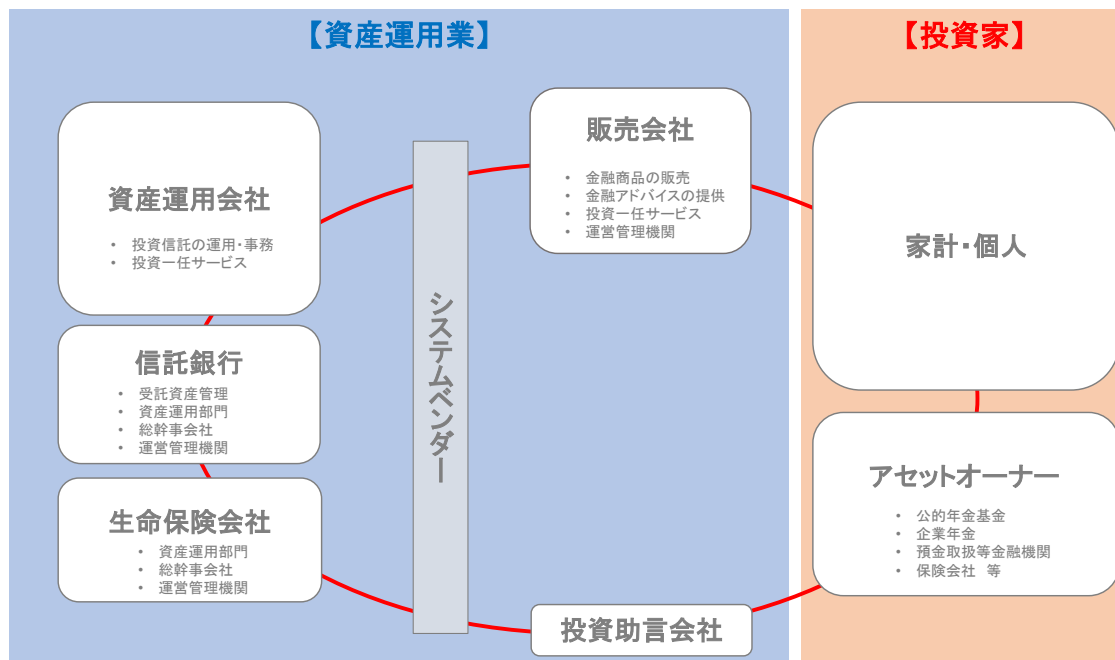 【資産運用業】
【投資家】
資産運用会社
• 投資信託の運用・事務
• 投資一任サービス
信託銀行
• 受託資産管理
• 資産運用部門
• 総幹事会社
• 運営管理機関
生命保険会社
• 資産運用部門
• 総幹事会社
• 運営管理機関
システムベンダー
販売会社
• 金融商品の販売
• 金融アドバイスの提供
• 投資一任サービス
• 運営管理機関
投資助言会社
家計・個人
アセットオーナー
• 公的年金基金
• 企業年金
• 預金取扱等金融機関
• 保険会社 等